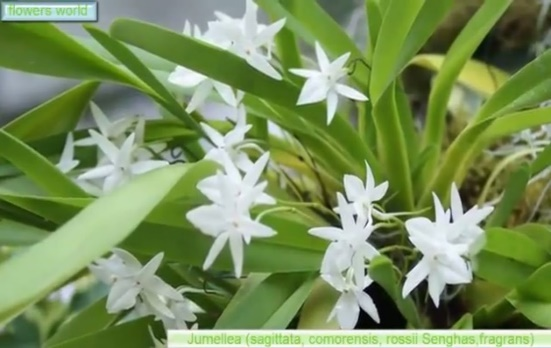 flowers world
Jumellea (sagittata, comorensis, rossii Senghas,fragrans)